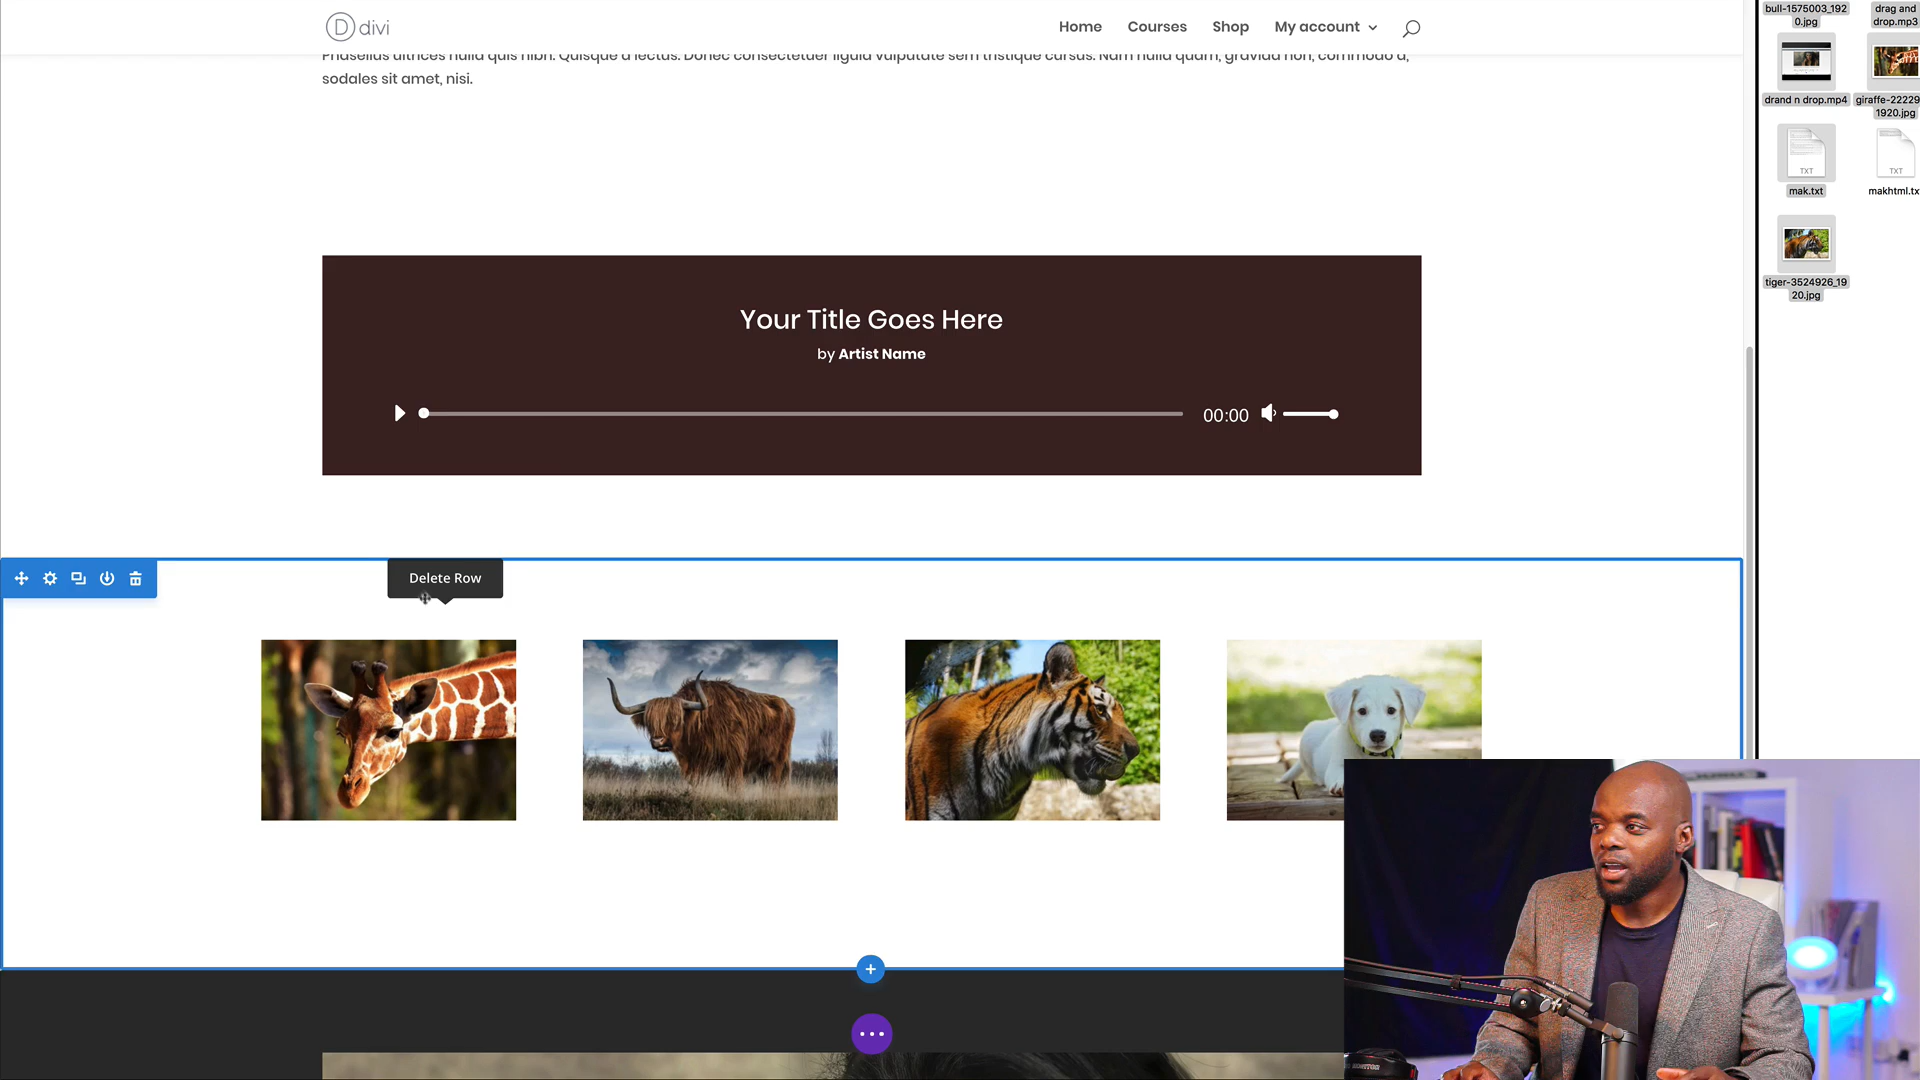 D divi
Home
Courses
Shop
My account
Phasellus ultrices nulla quis nibh. Quisque a lectus. Donec consectetuer ligula vulputate sem tristique cursus. Nam nulla quam, gravida non, commodo a,
sodales sit amet, nisi.
Your Title Goes Here
by Artist Name
00:00
Delete Row
bull-1575003_192
0.jpg
drag and
drop.mp3
drand n drop.mp4
giraffe-22229
1920.jpg
TXT
mak.txt
TXT
makhtml.tx
tiger-3524926_19
20.jpg